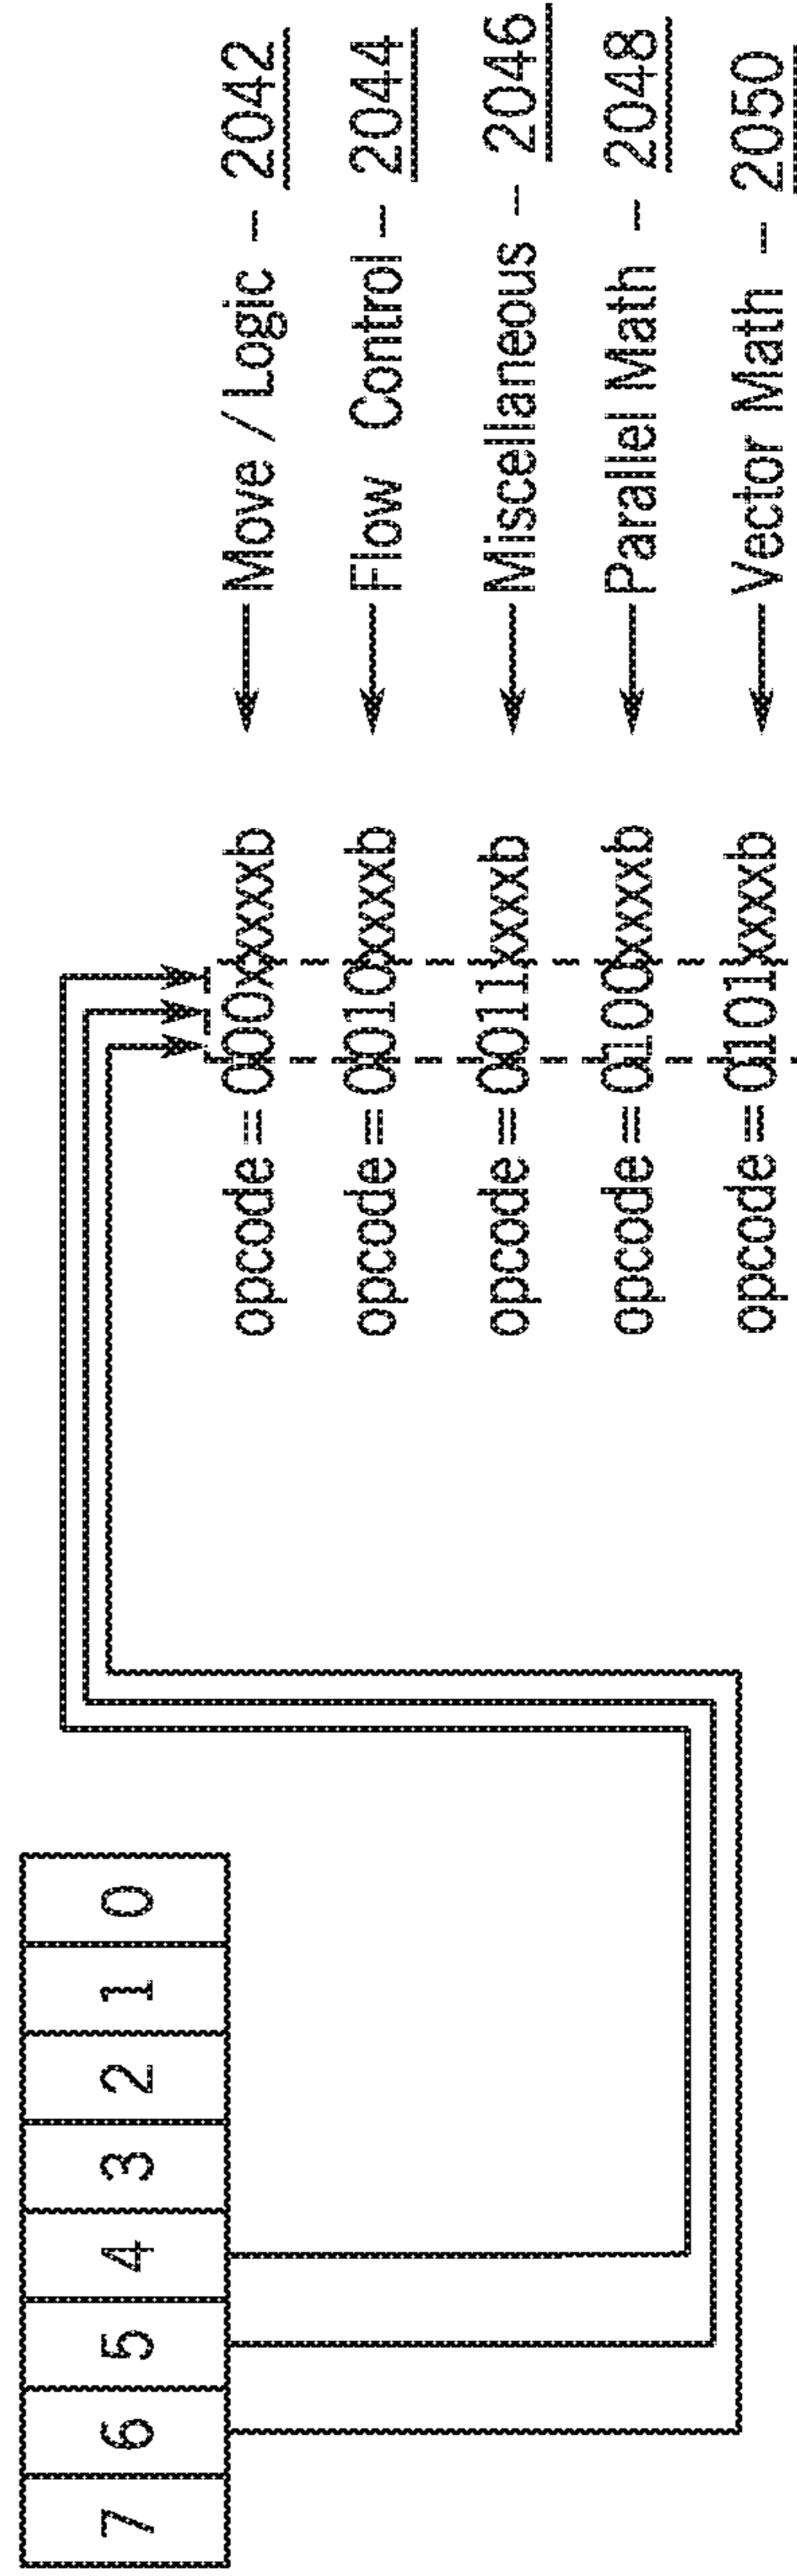 7 6 5 4 3 2 1 0
opcode = 000xxxxxb ← Move / Logic – 2042
opcode = 0010xxxxb ← Flow Control – 2044
opcode = 0011xxxxb ← Miscellaneous – 2046
opcode = 0100xxxxb ← Parallel Math – 2048
opcode = 0101xxxxb ← Vector Math – 2050